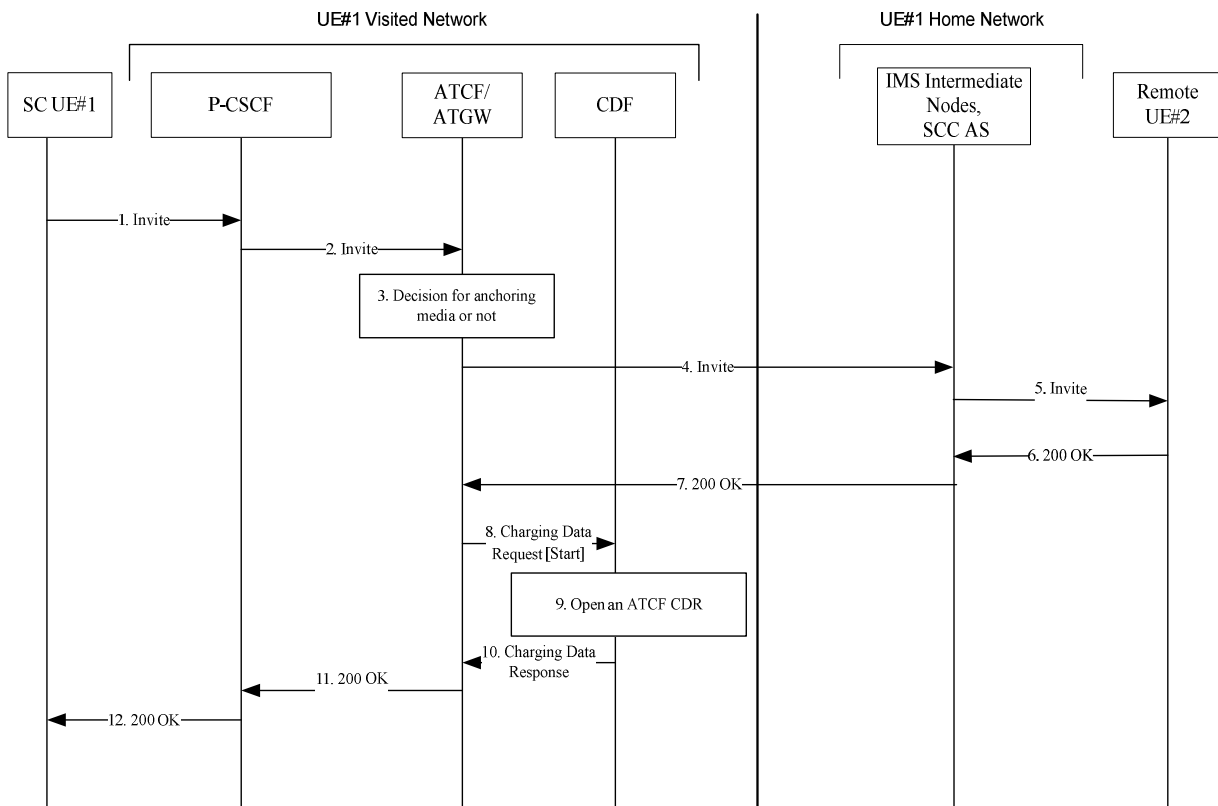 UE#1 Visited Network
UE#1 Home Network
SC UE#1
P-CSCF
ATCF/
ATGW
CDF
IMS Intermediate
Nodes,
SCC AS
Remote
UE#2
1. Invite
2. Invite
3. Decision for anchoring
media or not
4. Invite
5. Invite
6. 200 OK
7. 200 OK
8. Charging Data
Request [Start]
9. Open an ATCF CDR
10. Charging Data
Response
11. 200 OK
12. 200 OK